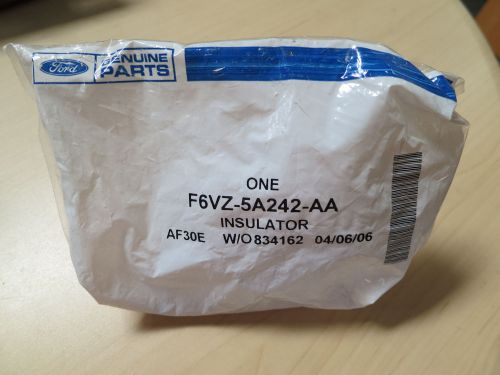 Ford
GENUINE
PARTS
ONE
F6VZ-5A242-AA
INSULATOR
AF30E W/O 834162 04/06/06